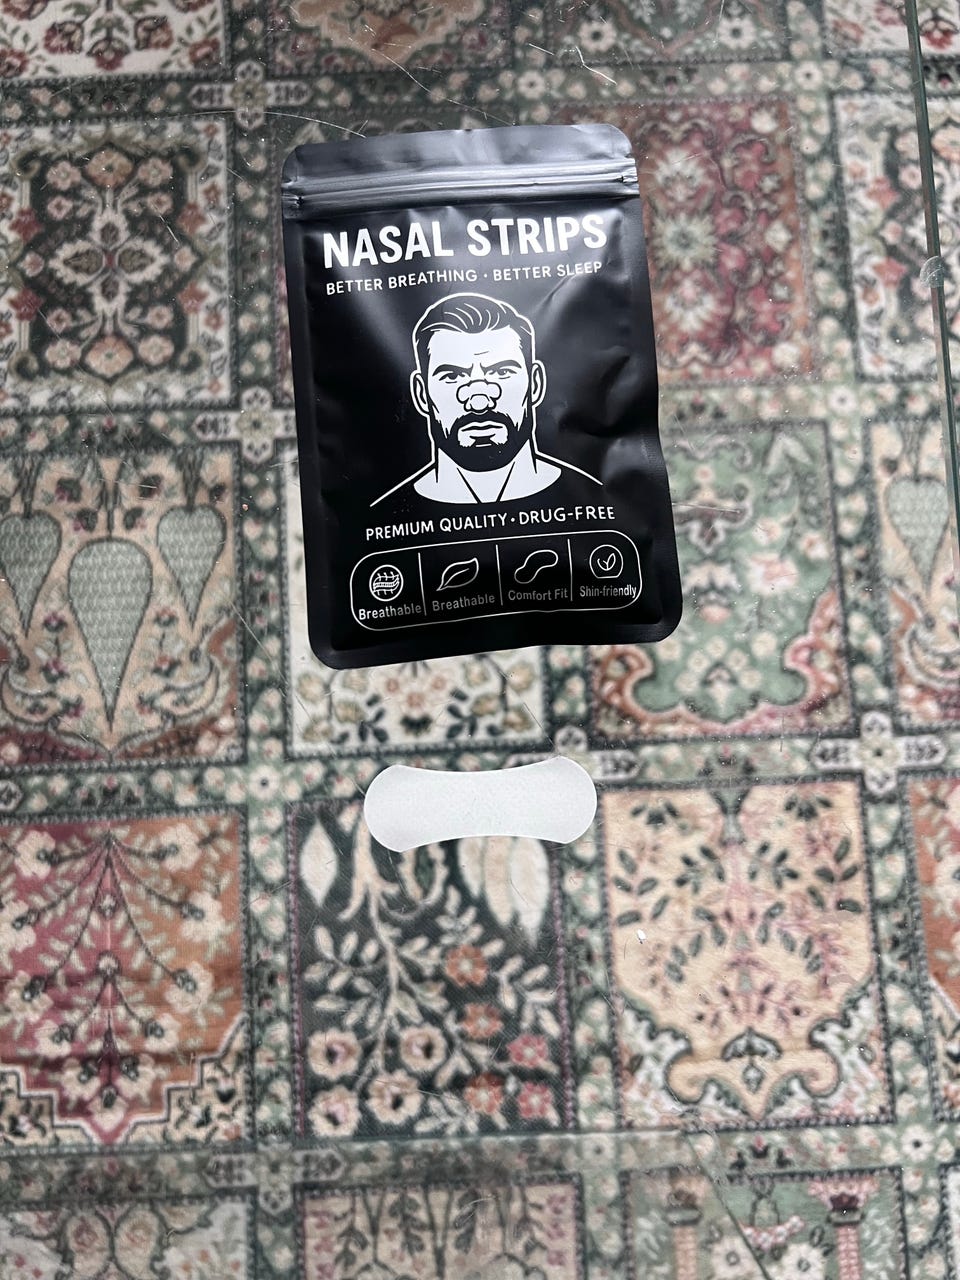 NASAL STRIPS
BETTER BREATHING · BETTER SLEEP
PREMIUM QUALITY · DRUG-FREE
Breathable Breathable Comfort Fit Shin-friendly